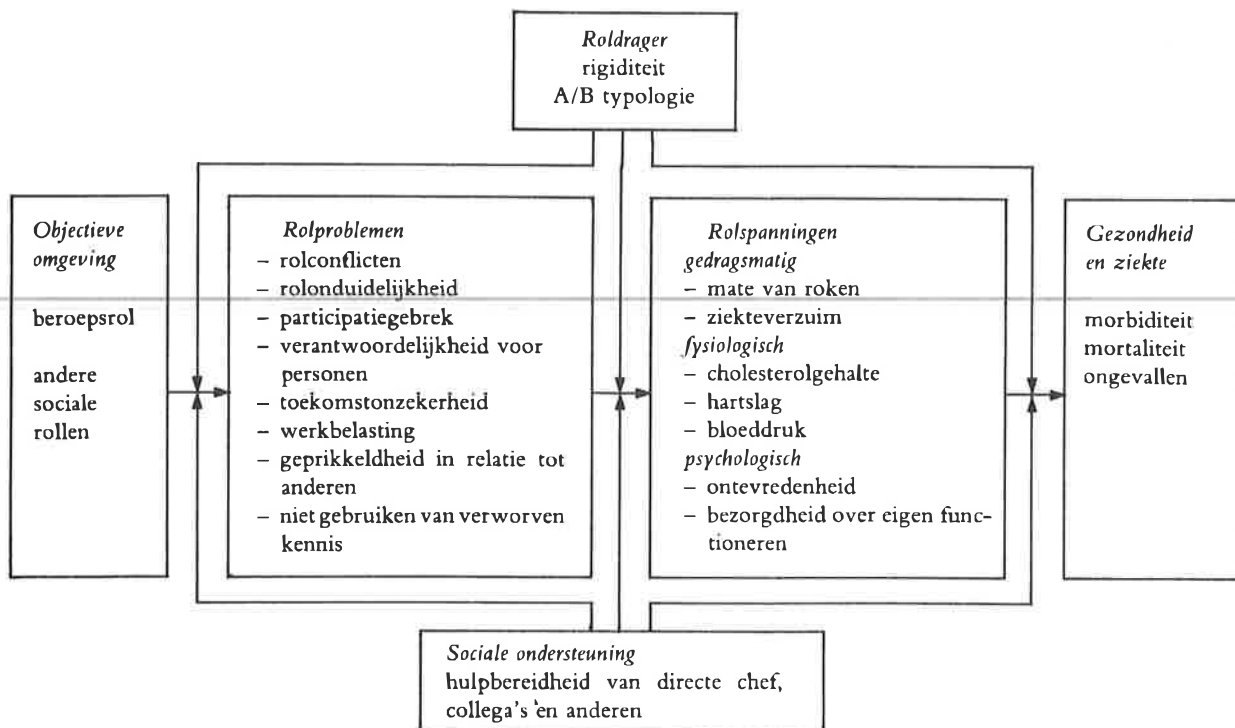 Roldrager
rigiditeit
A/B typologie
Objectieve
omgeving
beroepsrol
andere
sociale
rollen
Rolproblemen
– rolconflicten
– rolonduidelijkheid
– participatiegebrek
– verantwoordelijkheid voor
personen
– toekomstonzekerheid
– werkbelasting
– geprikkeldheid in relatie tot
anderen
– niet gebruiken van verworven
kennis
Rolspanningen
gedragsmatig
– mate van roken
– ziekteverzuim
fysiologisch
– cholesterolgehalte
– hartslag
– bloeddruk
psychologisch
– ontevredenheid
– bezorgdheid over eigen func-
tioneren
Gezondheid
en ziekte
morbiditeit
mortaliteit
ongevallen
Sociale ondersteuning
hulpbereidheid van directe chef,
collega's en anderen